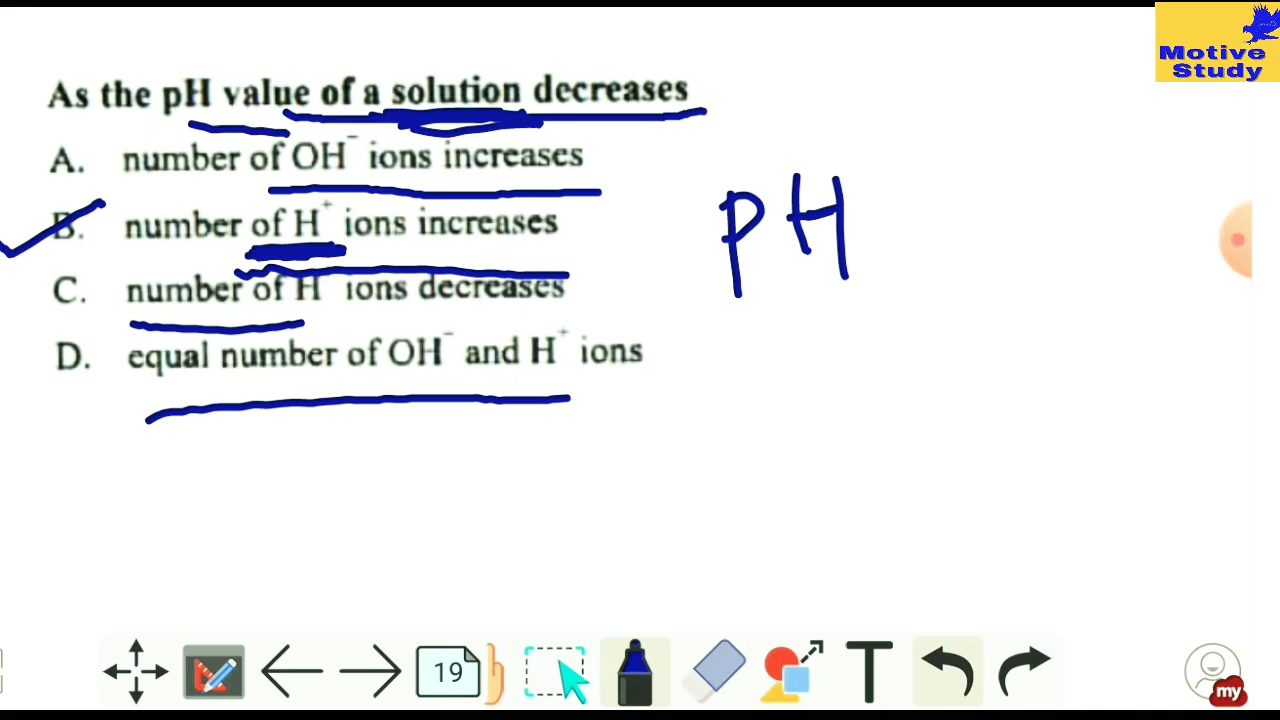 Motive
Study
As the pH value of a solution decreases
A. number of OH⁻ ions increases
B. number of H⁺ ions increases
C. number of H⁺ ions decreases
D. equal number of OH⁻ and H⁺ ions
pH
19
T
my